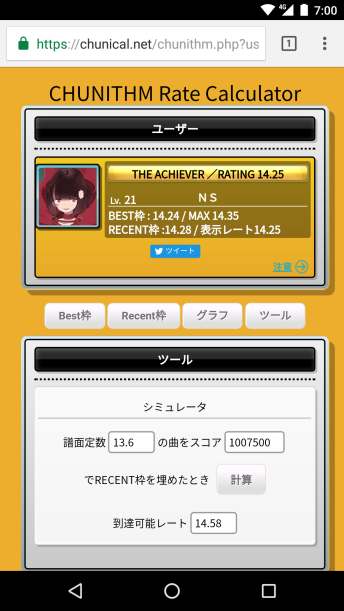 4G
7:00
https://chunical.net/chunithm.php?us
1
CHUNITHM Rate Calculator
ユーザー
THE ACHIEVER ／RATING 14.25
Lv. 21 ＮＳ
BEST枠 : 14.24 / MAX 14.35
RECENT枠 : 14.28 / 表示レート14.25
ツイート
注意
Best枠 Recent枠 グラフ ツール
ツール
シミュレータ
譜面定数 13.6 の曲をスコア 1007500
でRECENT枠を埋めたとき 計算
到達可能レート 14.58